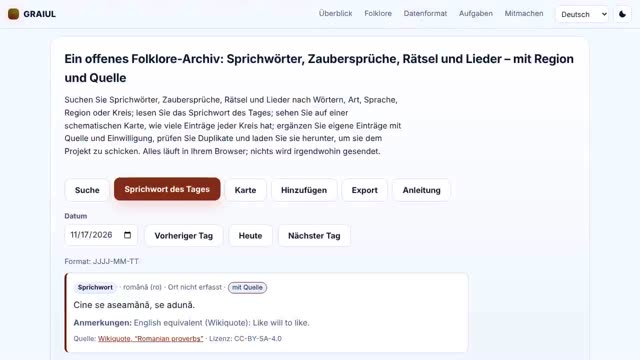 GRAIUL Überblick Folklore Datenformat Aufgaben Mitmachen Deutsch
Ein offenes Folklore-Archiv: Sprichwörter, Zaubersprüche, Rätsel und Lieder – mit Region
und Quelle
Suchen Sie Sprichwörter, Zaubersprüche, Rätsel und Lieder nach Wörtern, Art, Sprache,
Region oder Kreis; lesen Sie das Sprichwort des Tages; sehen Sie auf einer
schematischen Karte, wie viele Einträge jeder Kreis hat; ergänzen Sie eigene Einträge mit
Quelle und Einwilligung, prüfen Sie Duplikate und laden Sie sie herunter, um sie dem
Projekt zu schicken. Alles läuft in Ihrem Browser; nichts wird irgendwohin gesendet.
Suche Sprichwort des Tages Karte Hinzufügen Export Anleitung
Datum
11/17/2026 Vorheriger Tag Heute Nächster Tag
Format: JJJJ-MM-TT
Sprichwort · română (ro) · Ort nicht erfasst · mit Quelle
Cine se aseamănă, se adună.
Anmerkungen: English equivalent (Wikiquote): Like will to like.
Quelle: Wikiquote, "Romanian proverbs" · Lizenz: CC-BY-SA-4.0